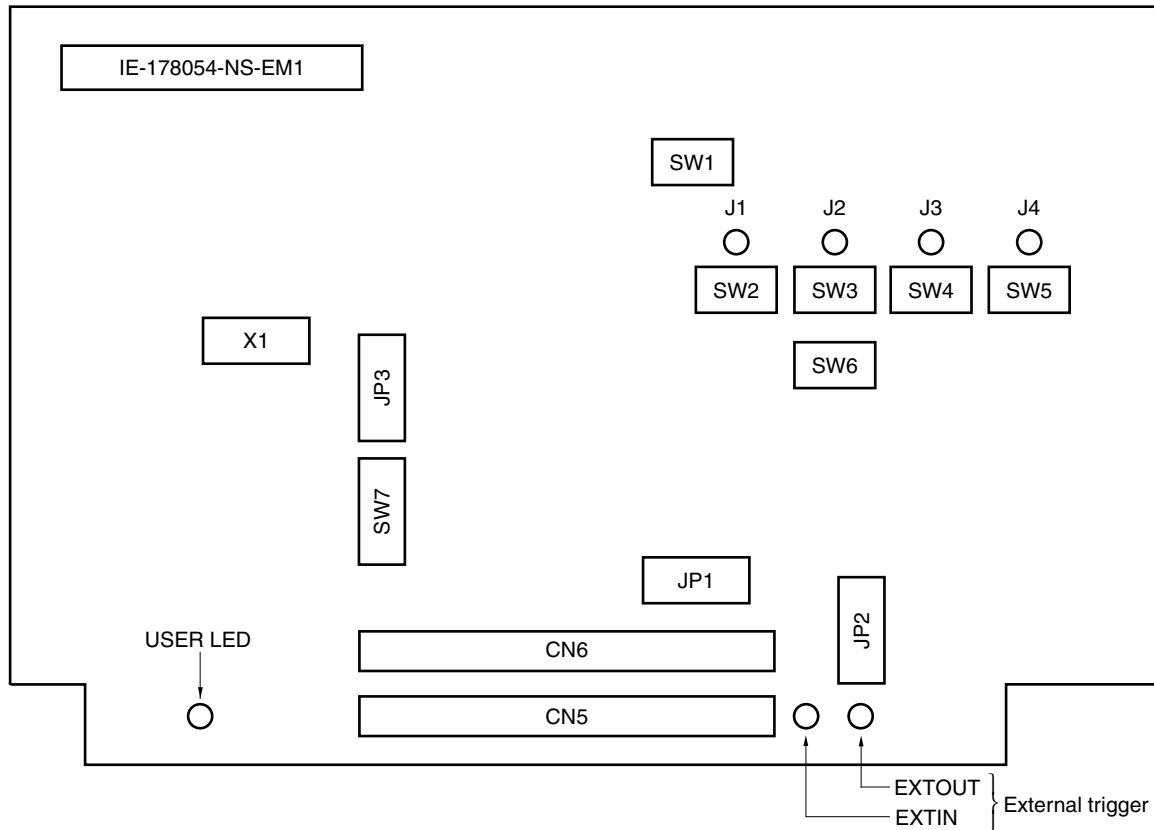 IE-178054-NS-EM1
SW1
J1 J2 J3 J4
SW2 SW3 SW4 SW5
X1
SW6
JP3
SW7
JP1
JP2
USER LED
CN6
CN5
EXTOUT
EXTIN
External trigger